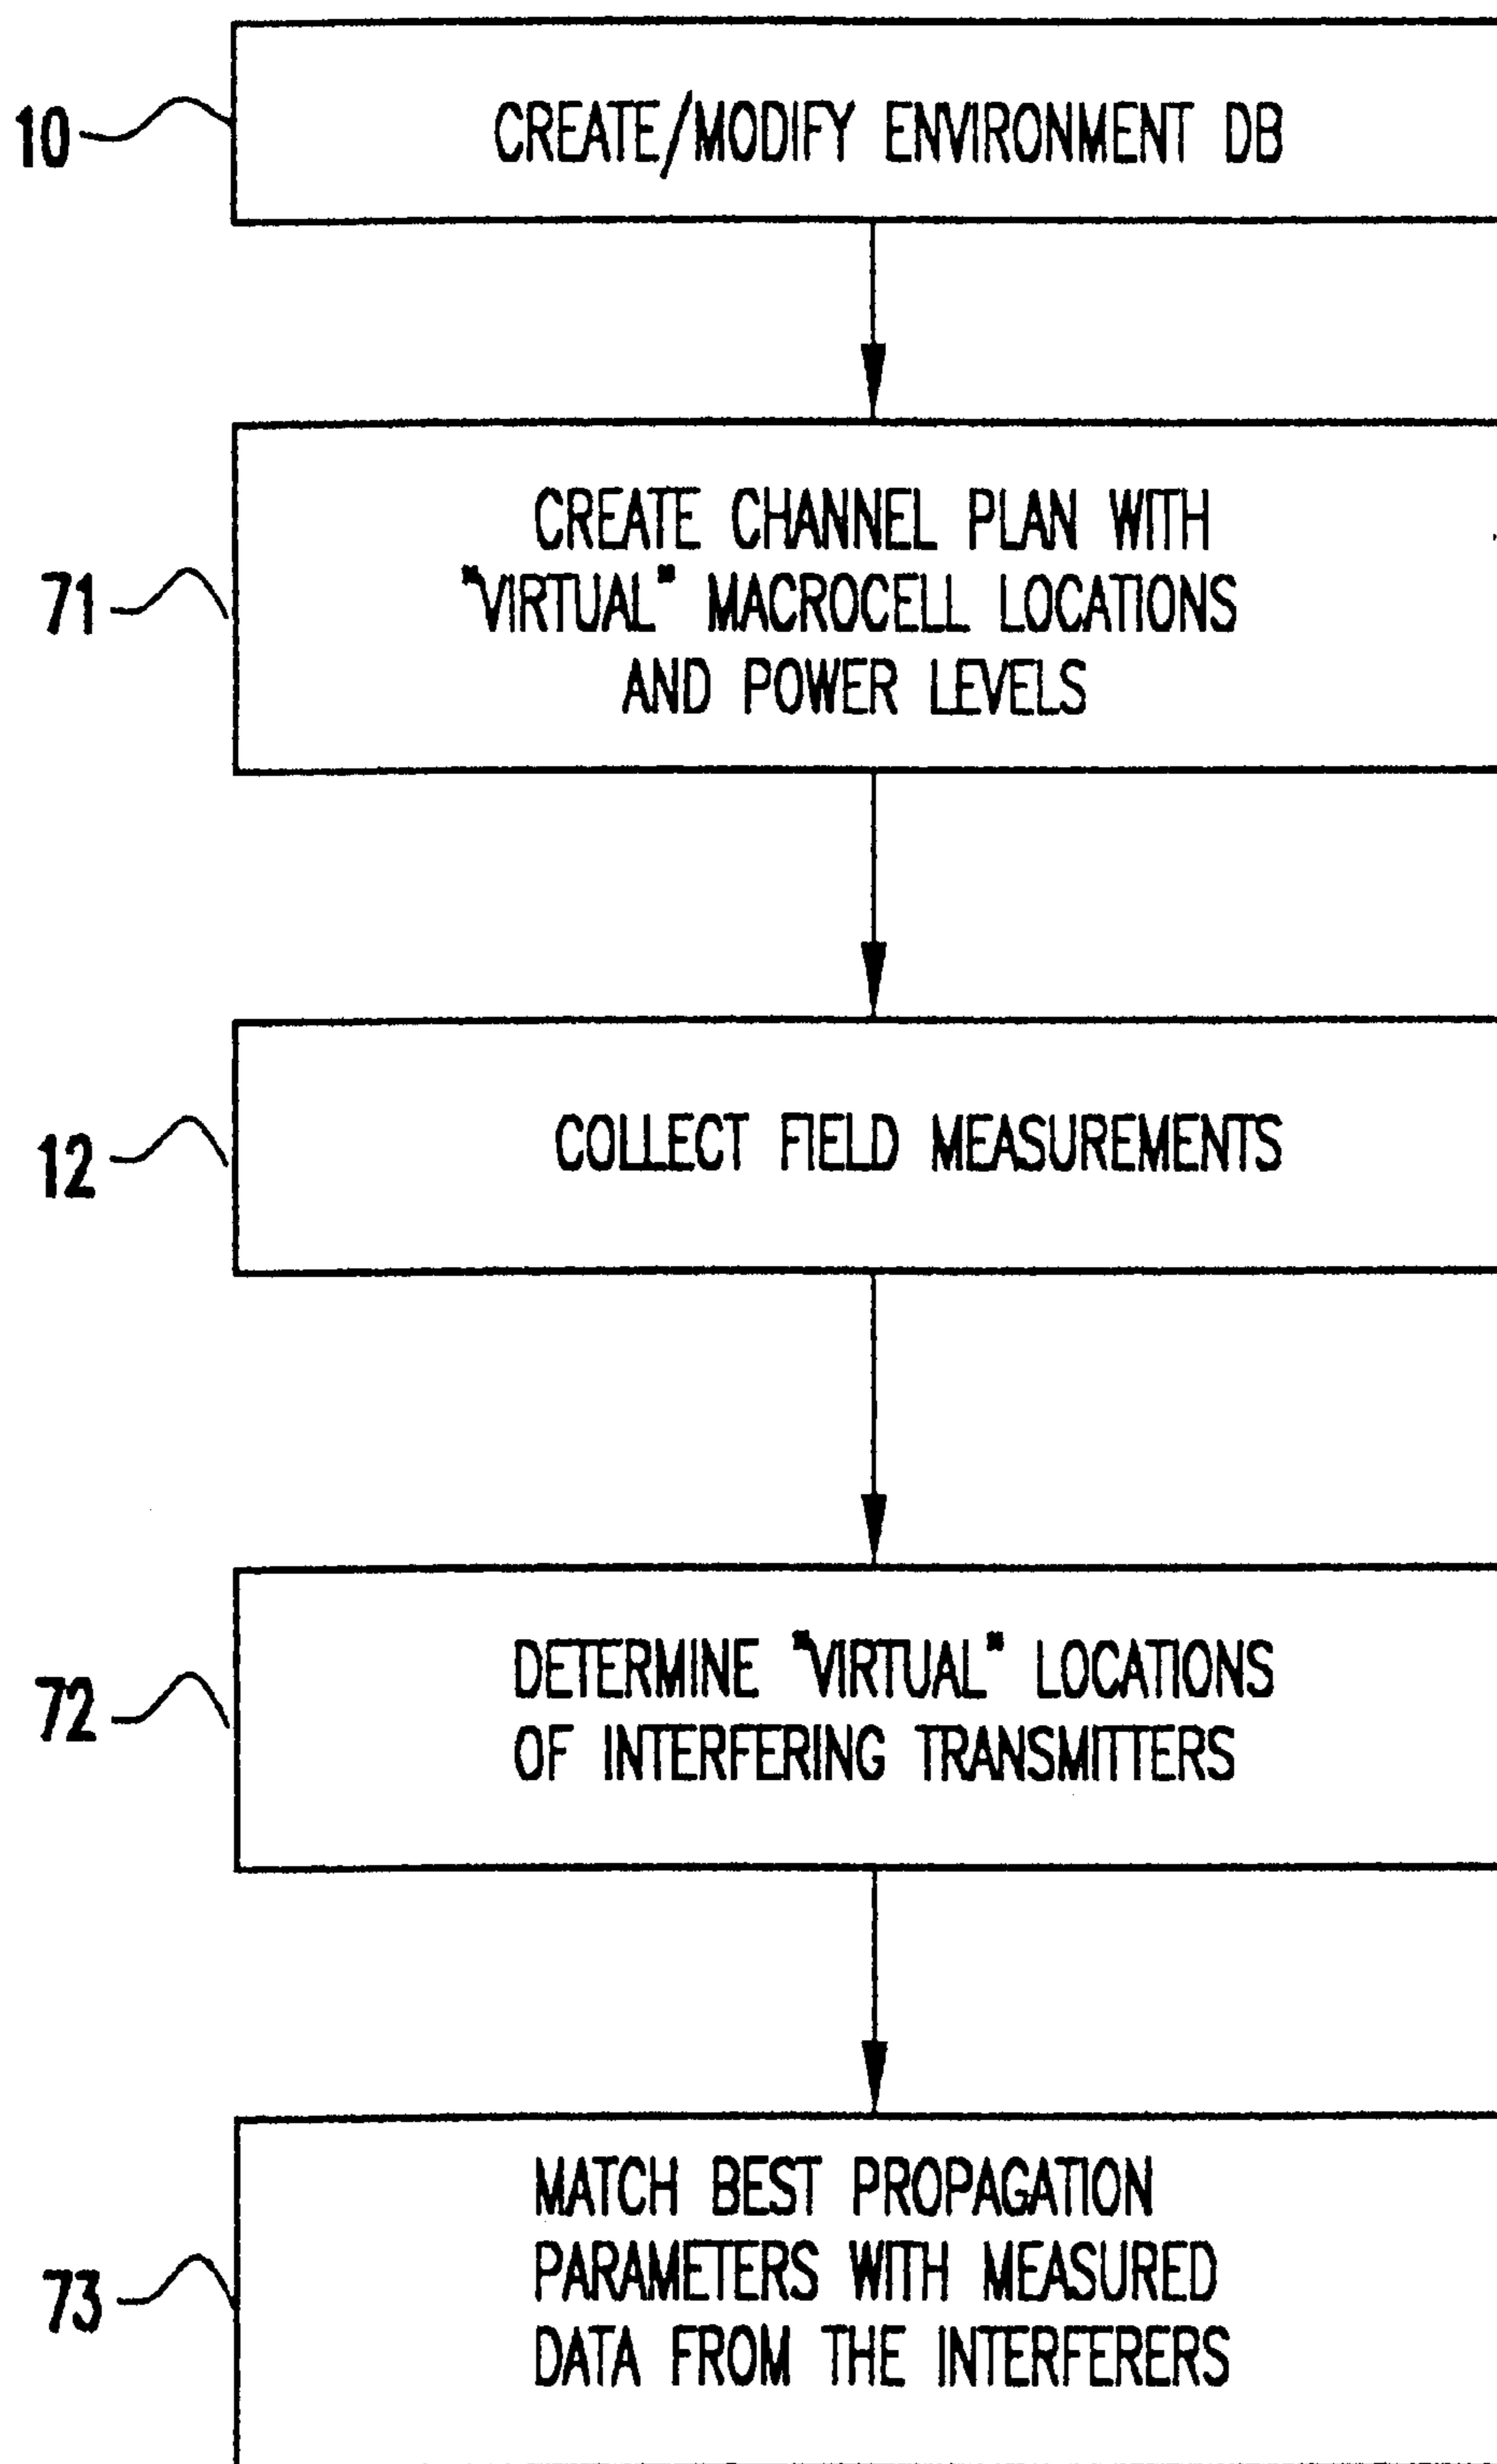 10
CREATE/MODIFY ENVIRONMENT DB
71
CREATE CHANNEL PLAN WITH
"VIRTUAL" MACROCELL LOCATIONS
AND POWER LEVELS
12
COLLECT FIELD MEASUREMENTS
72
DETERMINE "VIRTUAL" LOCATIONS
OF INTERFERING TRANSMITTERS
73
MATCH BEST PROPAGATION
PARAMETERS WITH MEASURED
DATA FROM THE INTERFERERS